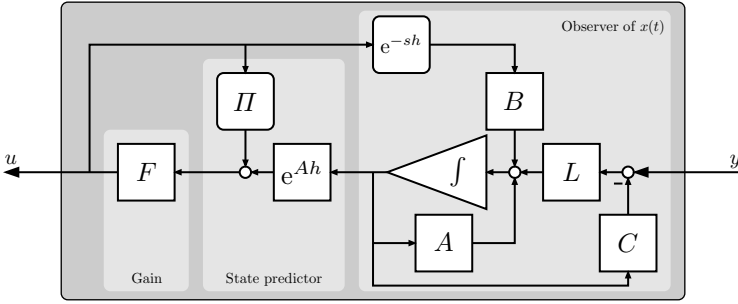 Observer of x(t)
e^{-sh}
Π
B
u
F
e^{Ah}
∫
L
y
-
A
C
Gain
State predictor